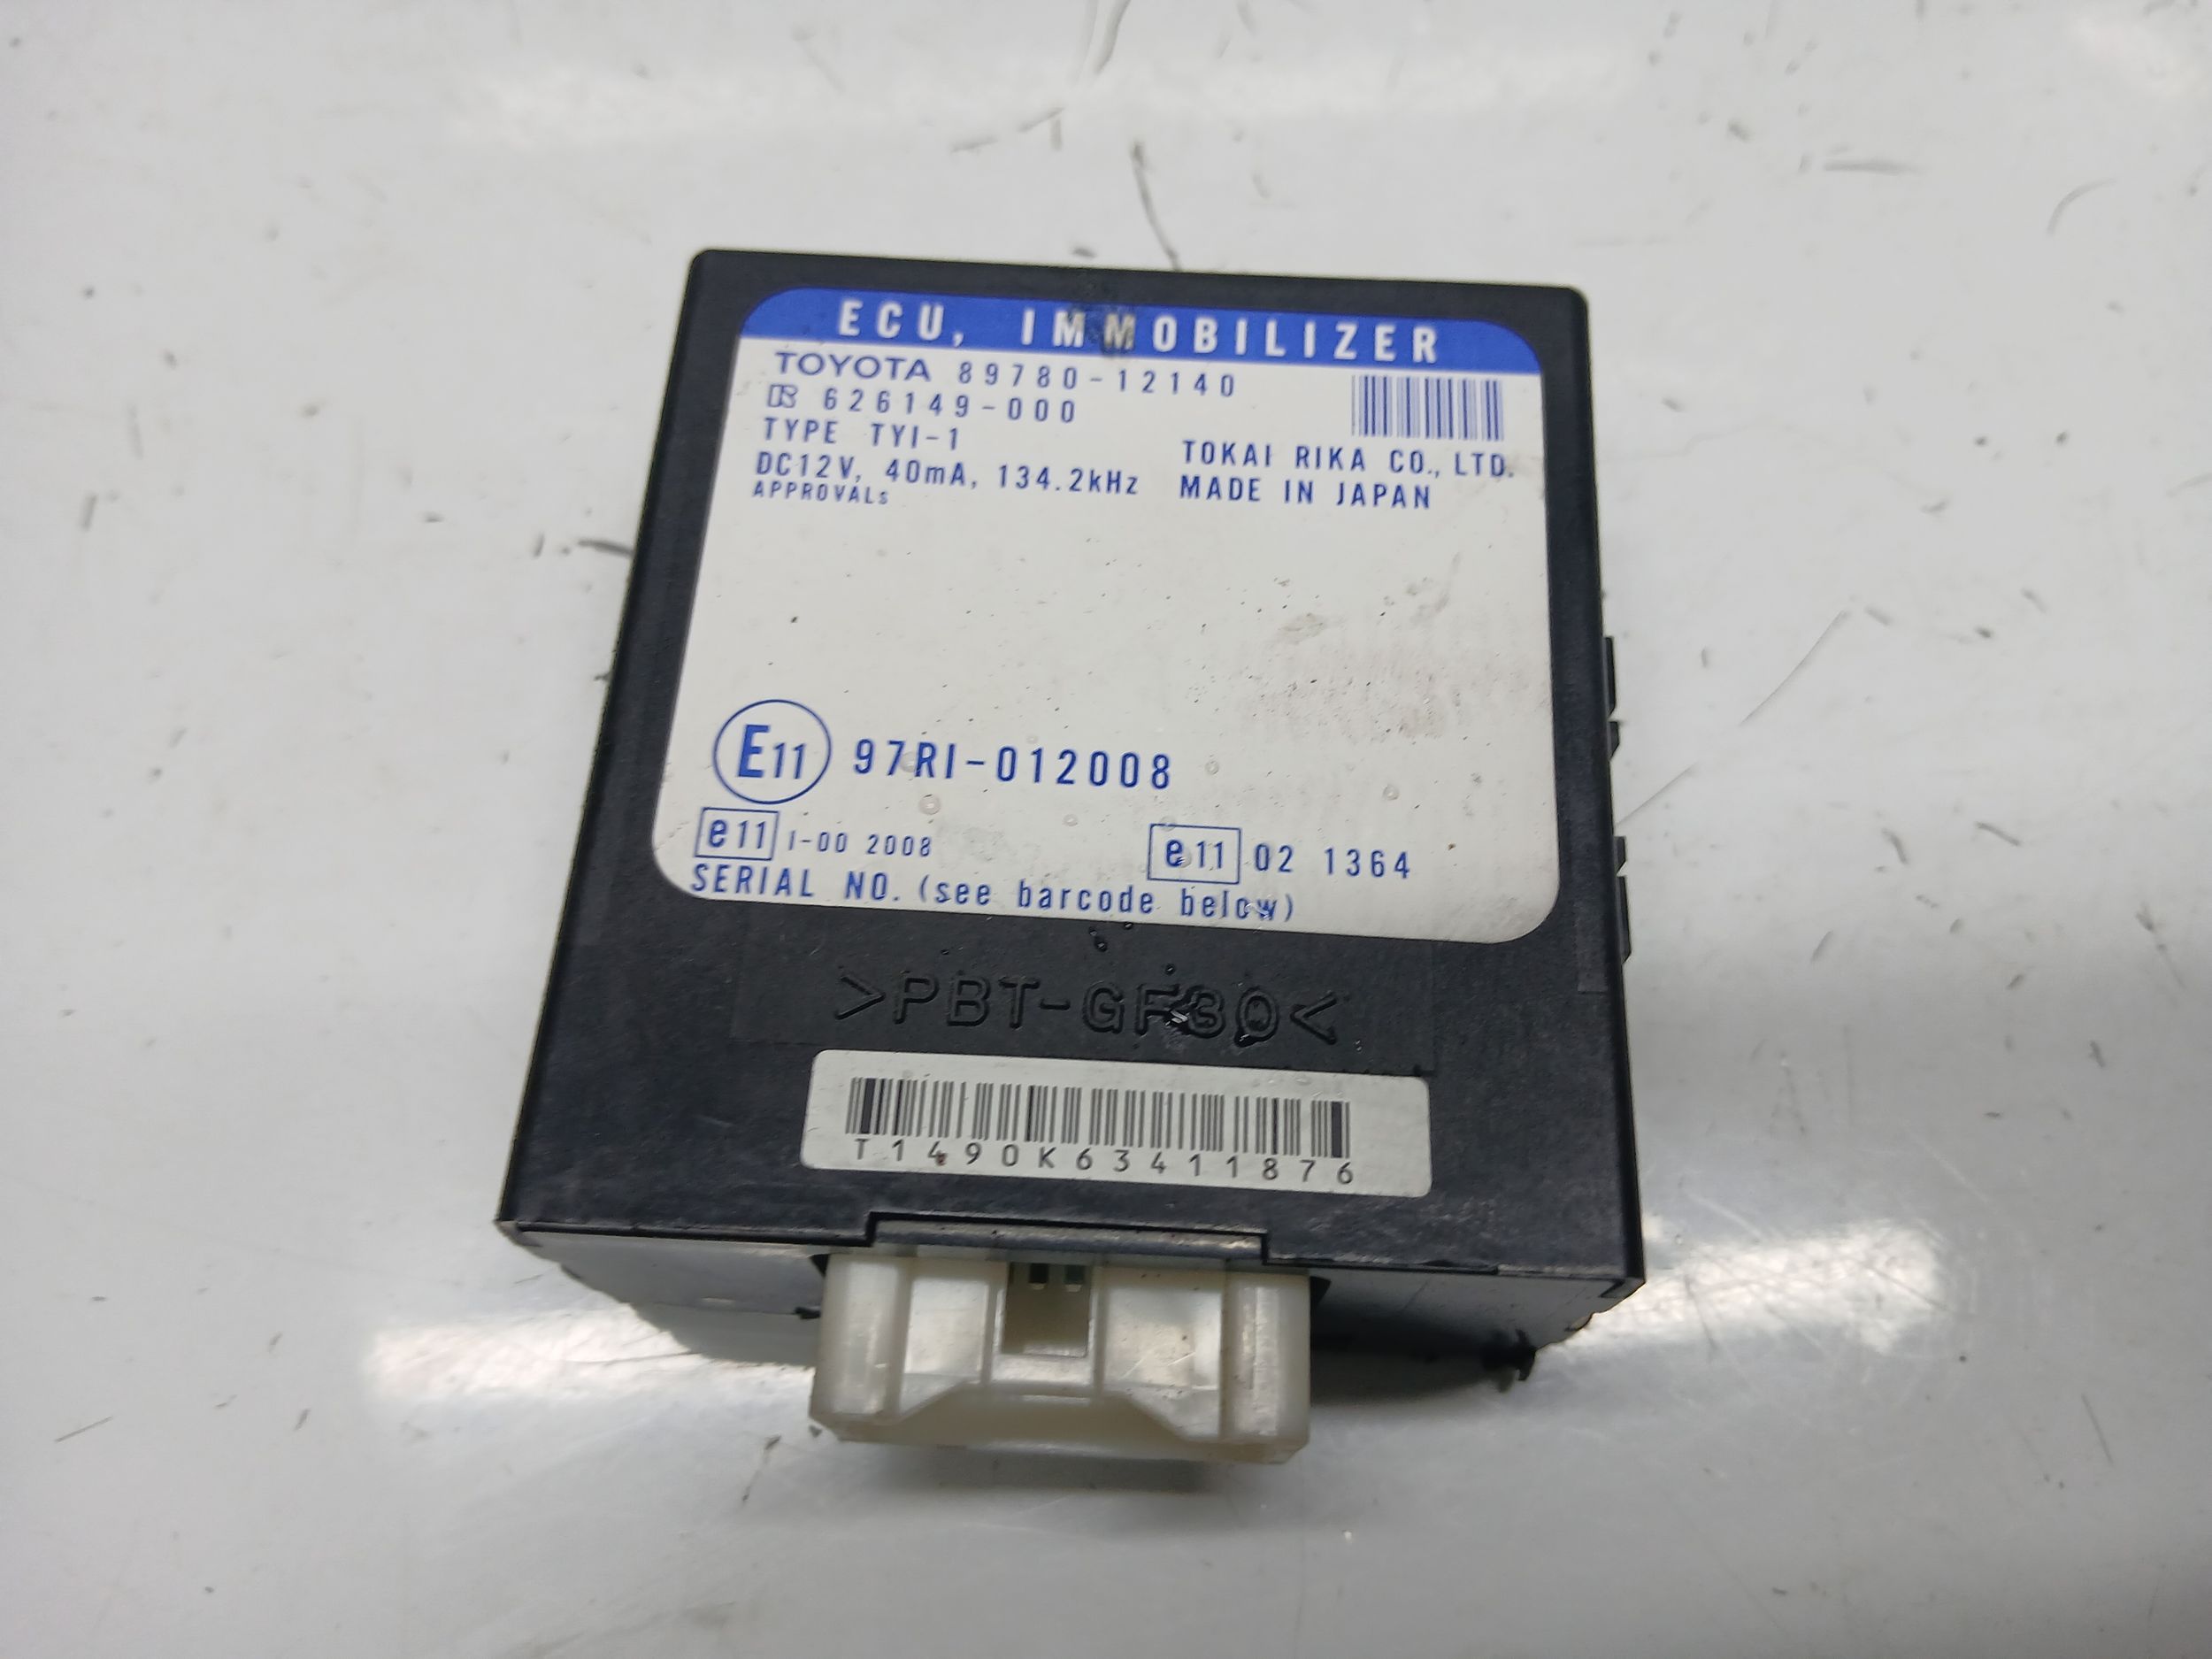 ECU, IMMOBILIZER
TOYOTA 89780-12140
626149-000
TYPE TYI-1
TOKAI RIKA CO., LTD.
DC12V, 40mA, 134.2kHz
MADE IN JAPAN
APPROVALs
E11 97RI-012008
e11 I-00 2008
e11 02 1364
SERIAL NO. (see barcode below)
>PBT-GF30<
T1490K63411876